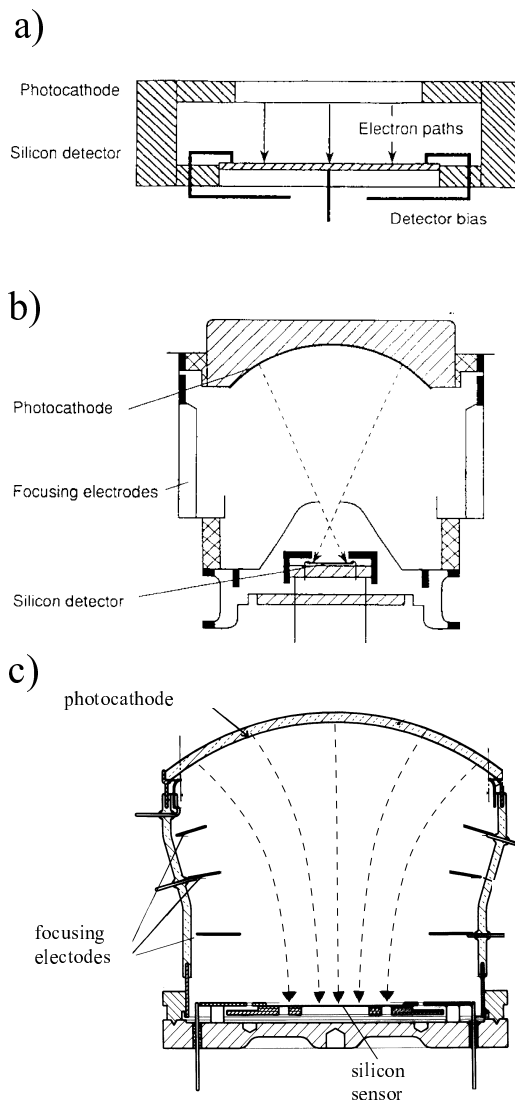 a)
Photocathode
Electron paths
Silicon detector
Detector bias
b)
Photocathode
Focusing electrodes
Silicon detector
c)
photocathode
focusing
electodes
silicon
sensor